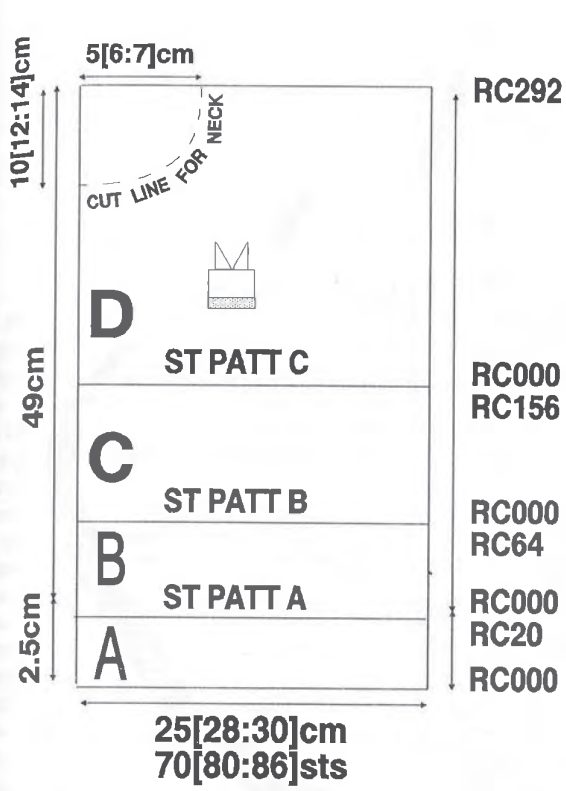 5[6:7]cm
10[12:14]cm
RC292
CUT LINE FOR NECK
D
ST PATT C
49cm
RC000
RC156
C
ST PATT B
RC000
RC64
B
ST PATT A
RC000
RC20
2.5cm
A
RC000
25[28:30]cm
70[80:86]sts